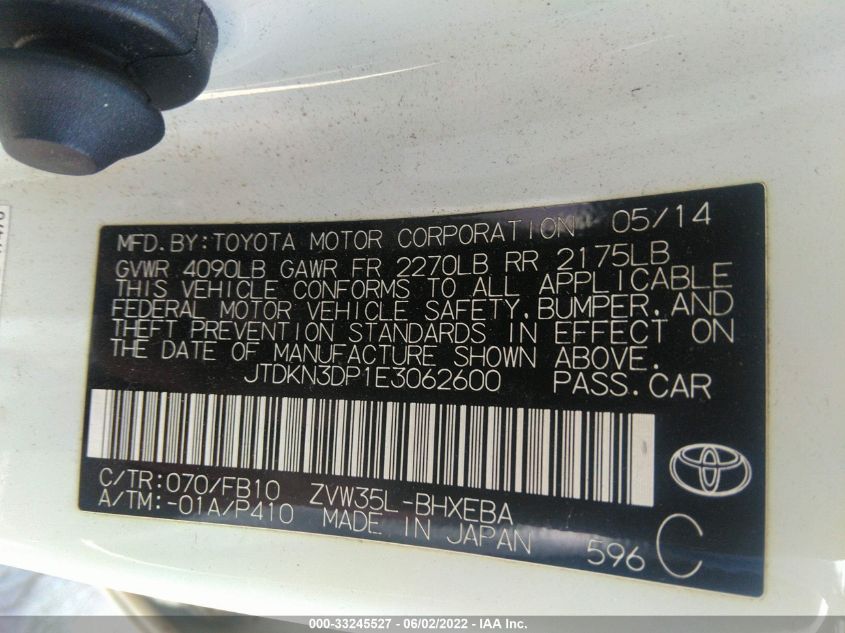 MFD. BY: TOYOTA MOTOR CORPORATION 05/14
GVWR 4090LB GAWR FR 2270LB RR 2175LB
THIS VEHICLE CONFORMS TO ALL APPLICABLE
FEDERAL MOTOR VEHICLE SAFETY, BUMPER, AND
THEFT PREVENTION STANDARDS IN EFFECT ON
THE DATE OF MANUFACTURE SHOWN ABOVE.
JTDKN3DP1E3062600 PASS. CAR
C/TR: 070/FB10 ZVW35L-BHXEBA
A/TM: -01A/P410 MADE IN JAPAN 596 C
000-33245527 - 06/02/2022 - IAA Inc.